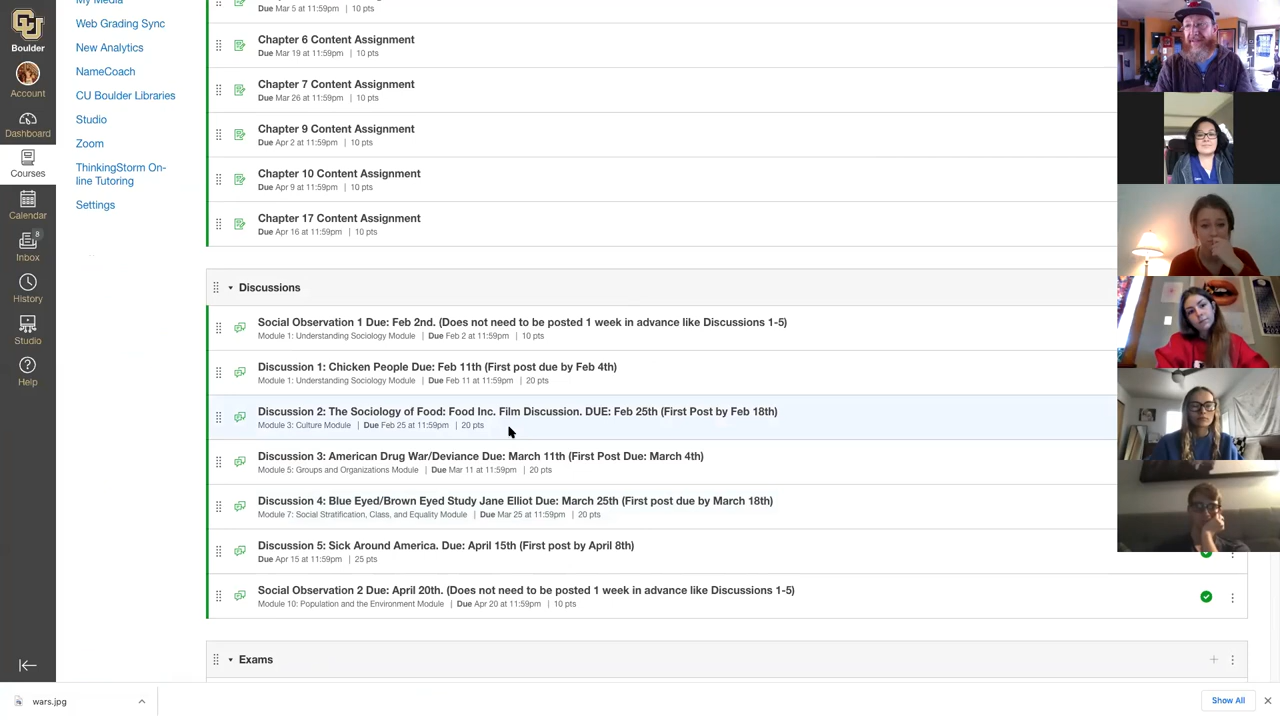 My Media
Due Mar 5 at 11:59pm | 10 pts
CU
Boulder
Web Grading Sync
New Analytics
NameCoach
CU Boulder Libraries
Studio
Zoom
ThinkingStorm On-
line Tutoring
Settings
Account
Dashboard
Courses
Calendar
8
Inbox
History
Studio
Help
Chapter 6 Content Assignment
Due Mar 19 at 11:59pm | 10 pts
Chapter 7 Content Assignment
Due Mar 26 at 11:59pm | 10 pts
Chapter 9 Content Assignment
Due Apr 2 at 11:59pm | 10 pts
Chapter 10 Content Assignment
Due Apr 9 at 11:59pm | 10 pts
Chapter 17 Content Assignment
Due Apr 16 at 11:59pm | 10 pts
Discussions
Social Observation 1 Due: Feb 2nd. (Does not need to be posted 1 week in advance like Discussions 1-5)
Module 1: Understanding Sociology Module | Due Feb 2 at 11:59pm | 10 pts
Discussion 1: Chicken People Due: Feb 11th (First post due by Feb 4th)
Module 1: Understanding Sociology Module | Due Feb 11 at 11:59pm | 20 pts
Discussion 2: The Sociology of Food: Food Inc. Film Discussion. DUE: Feb 25th (First Post by Feb 18th)
Module 3: Culture Module | Due Feb 25 at 11:59pm | 20 pts
Discussion 3: American Drug War/Deviance Due: March 11th (First Post Due: March 4th)
Module 5: Groups and Organizations Module | Due Mar 11 at 11:59pm | 20 pts
Discussion 4: Blue Eyed/Brown Eyed Study Jane Elliot Due: March 25th (First post due by March 18th)
Module 7: Social Stratification, Class, and Equality Module | Due Mar 25 at 11:59pm | 20 pts
Discussion 5: Sick Around America. Due: April 15th (First post by April 8th)
Due Apr 15 at 11:59pm | 25 pts
Social Observation 2 Due: April 20th. (Does not need to be posted 1 week in advance like Discussions 1-5)
Module 10: Population and the Environment Module | Due Apr 20 at 11:59pm | 10 pts
Exams
wars.jpg
Show All